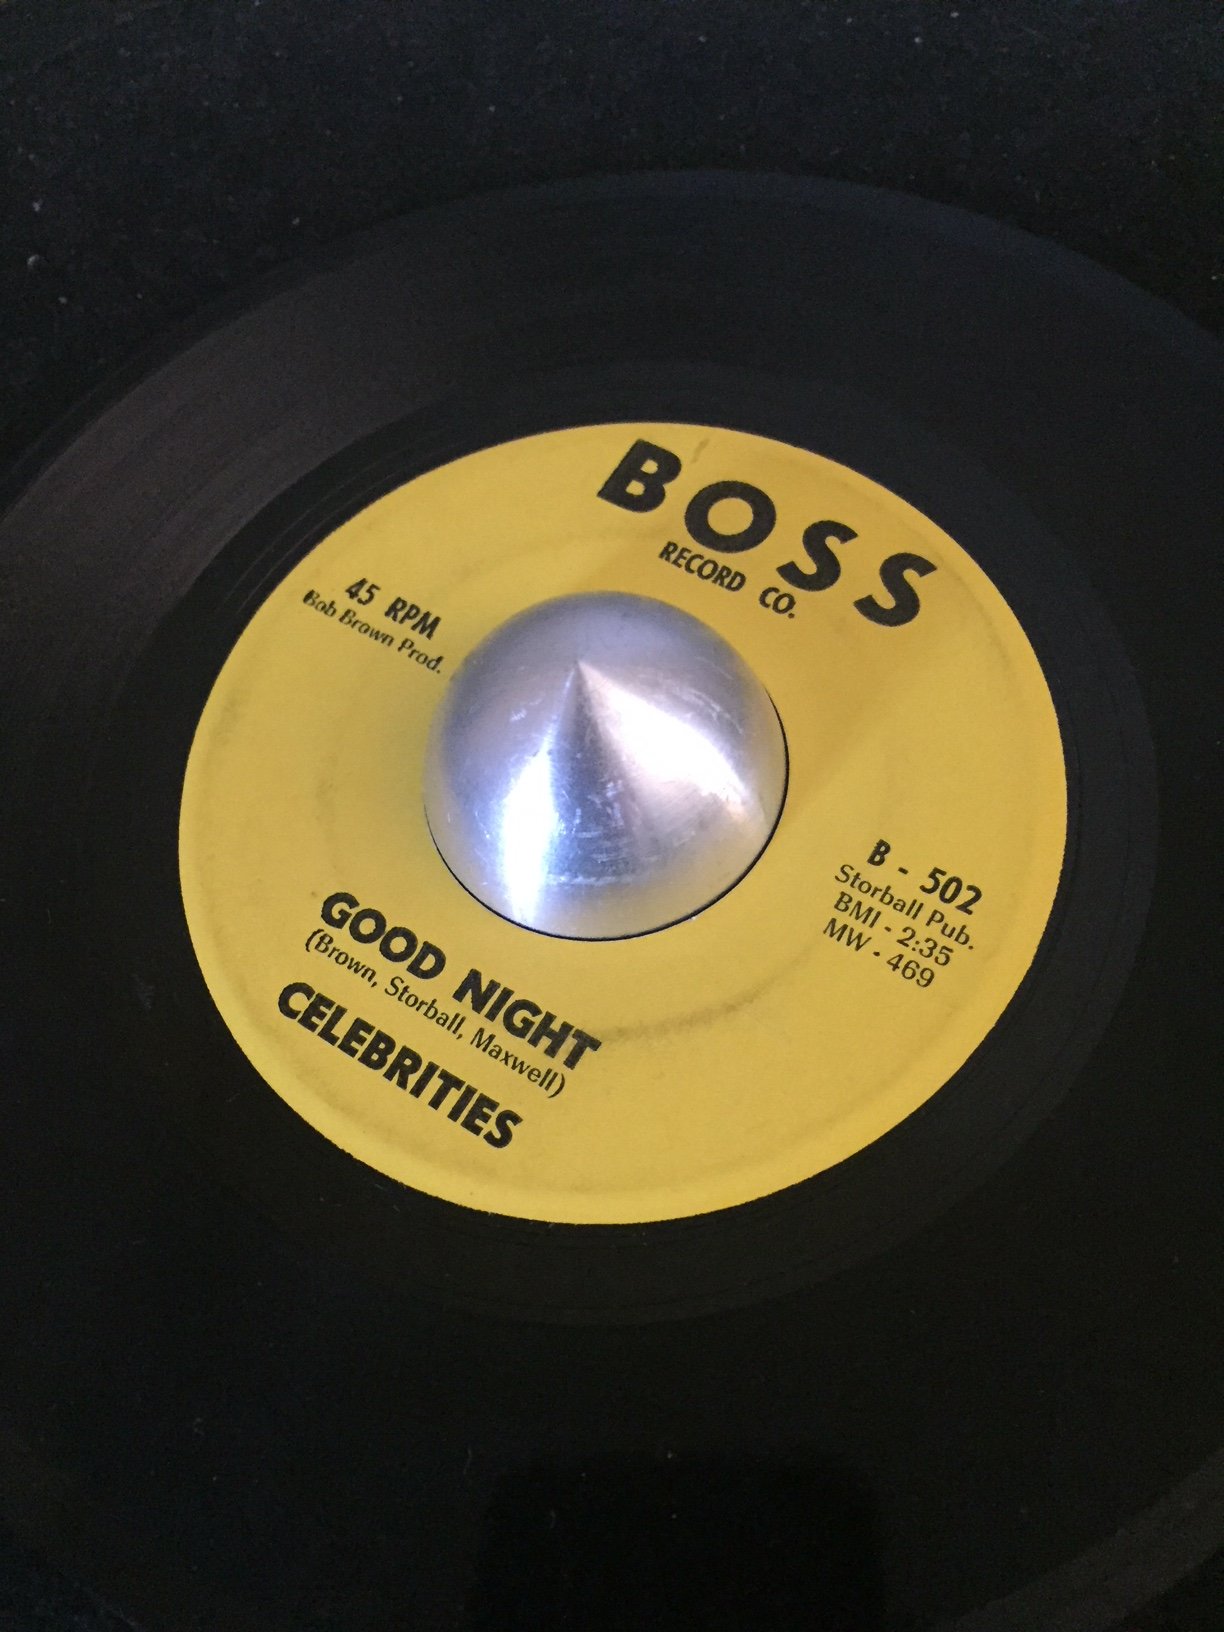 BOSS
RECORD CO.
45 RPM
Bob Brown Prod.
B - 502
Storball Pub.
BMI - 2:35
MW - 469
GOOD NIGHT
(Brown, Storball, Maxwell)
CELEBRITIES